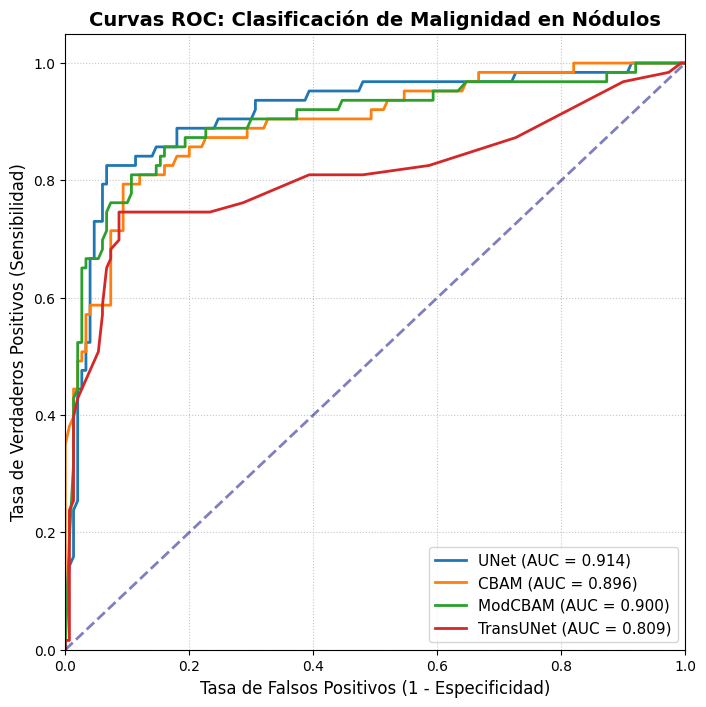 Curvas ROC: Clasificación de Malignidad en Nódulos
Tasa de Verdaderos Positivos (Sensibilidad)
1.0
0.8
0.6
0.4
0.2
0.0
0.0 0.2 0.4 0.6 0.8 1.0
Tasa de Falsos Positivos (1 - Especificidad)
UNet (AUC = 0.914)
CBAM (AUC = 0.896)
ModCBAM (AUC = 0.900)
TransUNet (AUC = 0.809)